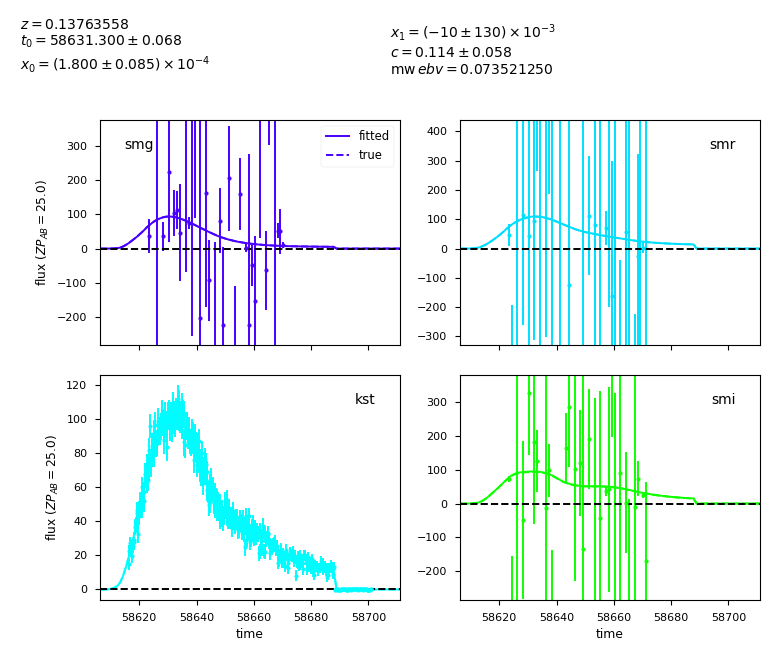 z = 0.13763558
t₀ = 58631.300 ± 0.068
x₀ = (1.800 ± 0.085) × 10⁻⁴
x₁ = (−10 ± 130) × 10⁻³
c = 0.114 ± 0.058
mw ebv = 0.073521250
smg
fitted
true
300
200
100
0
−100
−200
flux (ZP_AB = 25.0)
smr
400
300
200
100
0
−100
−200
−300
kst
120
100
80
60
40
20
0
flux (ZP_AB = 25.0)
58620 58640 58660 58680 58700
time
smi
300
200
100
0
−100
−200
58620 58640 58660 58680 58700
time